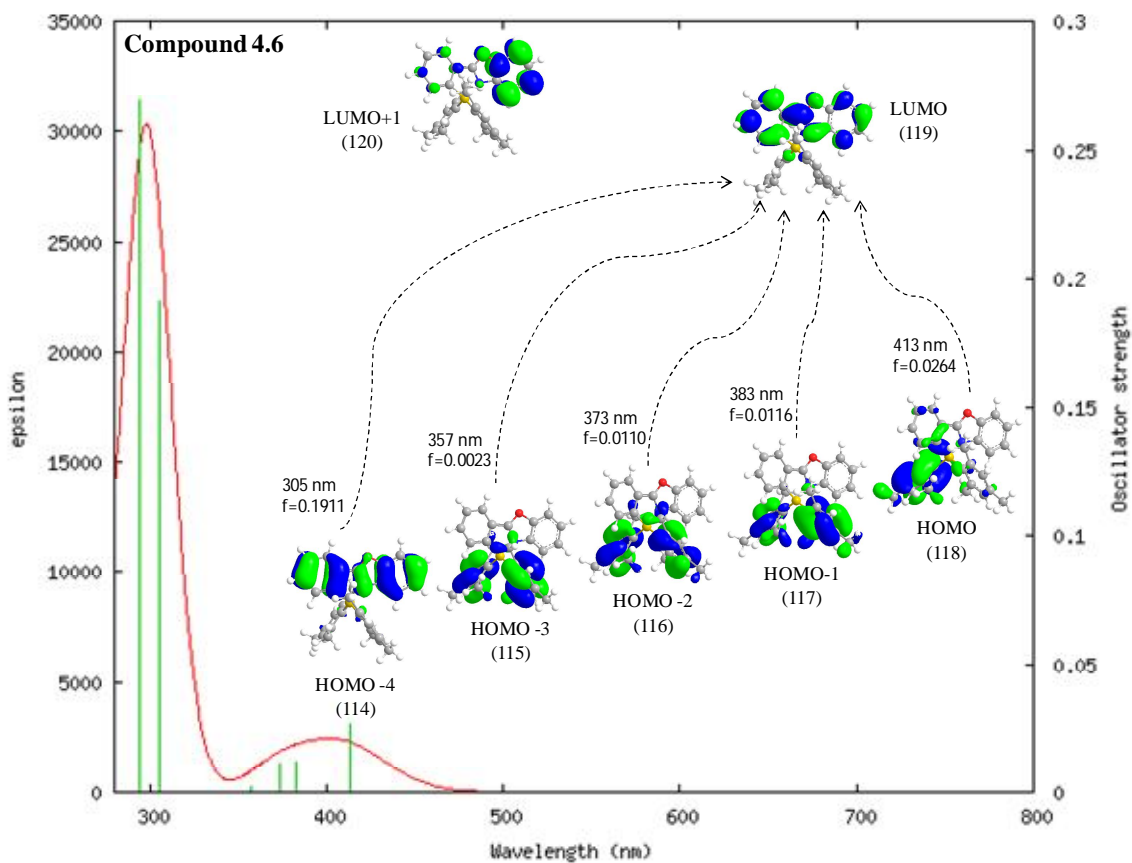 Compound 4.6
35000
30000
25000
20000
15000
10000
5000
0
epsilon
0.3
0.25
0.2
0.15
0.1
0.05
0
Oscillator strength
LUMO+1
(120)
LUMO
(119)
305 nm
f=0.1911
357 nm
f=0.0023
373 nm
f=0.0110
383 nm
f=0.0116
413 nm
f=0.0264
HOMO -4
(114)
HOMO -3
(115)
HOMO -2
(116)
HOMO-1
(117)
HOMO
(118)
300
400
500
600
700
800
Wavelength (nm)